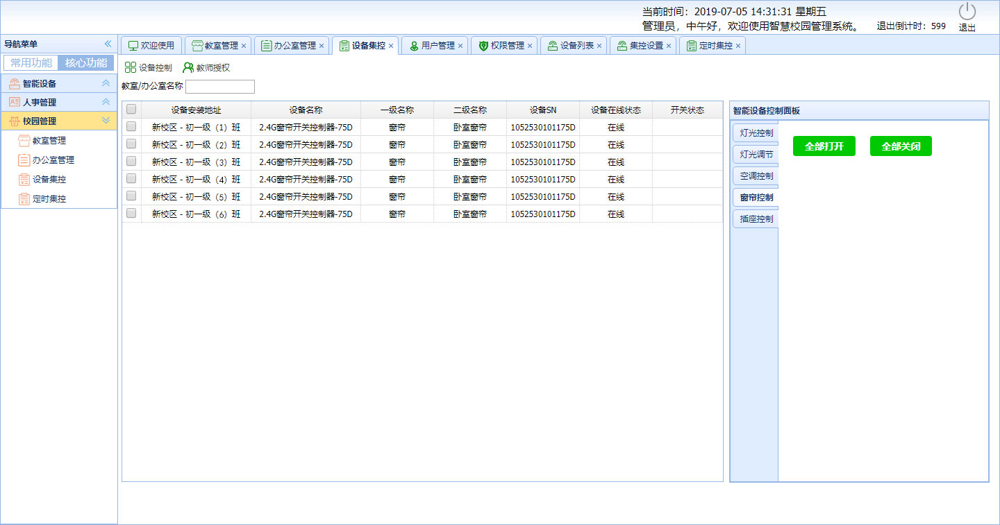 当前时间：2019-07-05 14:31:31 星期五
管理员，中午好，欢迎使用智慧校园管理系统。 退出倒计时：599 退出
导航菜单
常用功能 核心功能
智能设备
人事管理
校园管理
教室管理
办公室管理
设备集控
定时集控
欢迎使用 教室管理 × 办公室管理 × 设备集控 × 用户管理 × 权限管理 × 设备列表 × 集控设置 × 定时集控 ×
设备控制 教师授权
教室/办公室名称
设备安装地址 设备名称 一级名称 二级名称 设备SN 设备在线状态 开关状态
新校区 - 初一级（1）班 2.4G窗帘开关控制器-75D 窗帘 卧室窗帘 1052530101175D 在线
新校区 - 初一级（2）班 2.4G窗帘开关控制器-75D 窗帘 卧室窗帘 1052530101175D 在线
新校区 - 初一级（3）班 2.4G窗帘开关控制器-75D 窗帘 卧室窗帘 1052530101175D 在线
新校区 - 初一级（4）班 2.4G窗帘开关控制器-75D 窗帘 卧室窗帘 1052530101175D 在线
新校区 - 初一级（5）班 2.4G窗帘开关控制器-75D 窗帘 卧室窗帘 1052530101175D 在线
新校区 - 初一级（6）班 2.4G窗帘开关控制器-75D 窗帘 卧室窗帘 1052530101175D 在线
智能设备控制面板
灯光控制
灯光调节
空调控制
窗帘控制
插座控制
全部打开 全部关闭